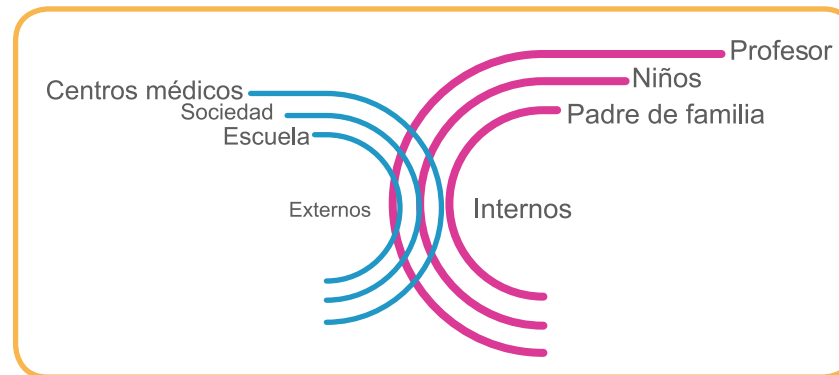 Centros médicos
Sociedad
Escuela
Externos
Profesor
Niños
Padre de familia
Internos